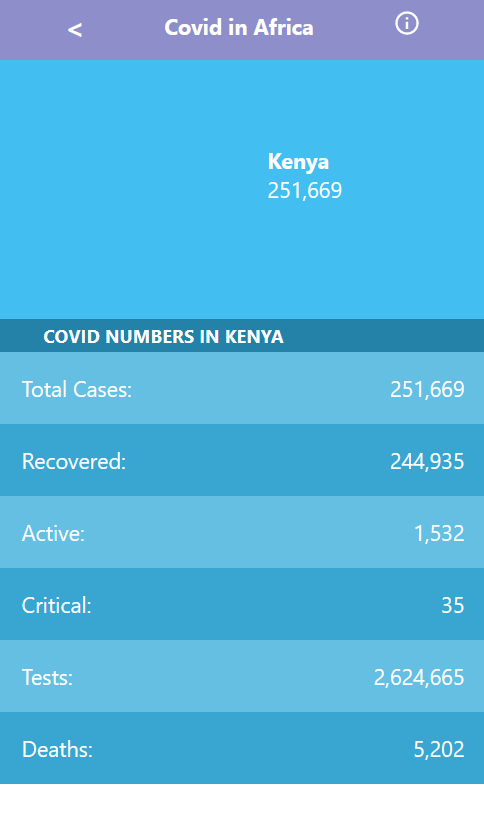 < Covid in Africa
Kenya
251,669
COVID NUMBERS IN KENYA
Total Cases: 251,669
Recovered: 244,935
Active: 1,532
Critical: 35
Tests: 2,624,665
Deaths: 5,202